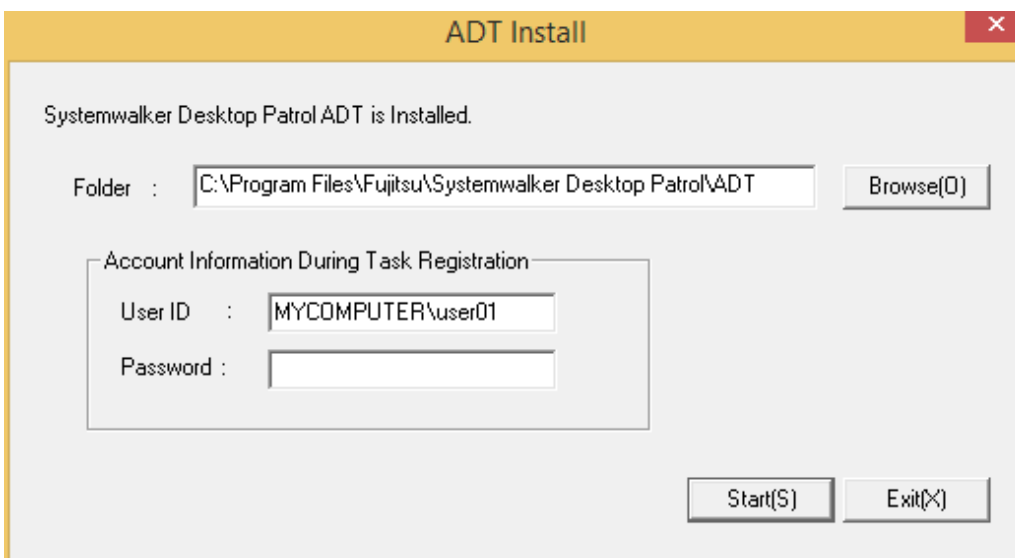 ADT Install
Systemwalker Desktop Patrol ADT is Installed.
Folder : C:\Program Files\Fujitsu\Systemwalker Desktop Patrol\ADT Browse(O)
Account Information During Task Registration
User ID : MYCOMPUTER\user01
Password :
Start(S) Exit(X)